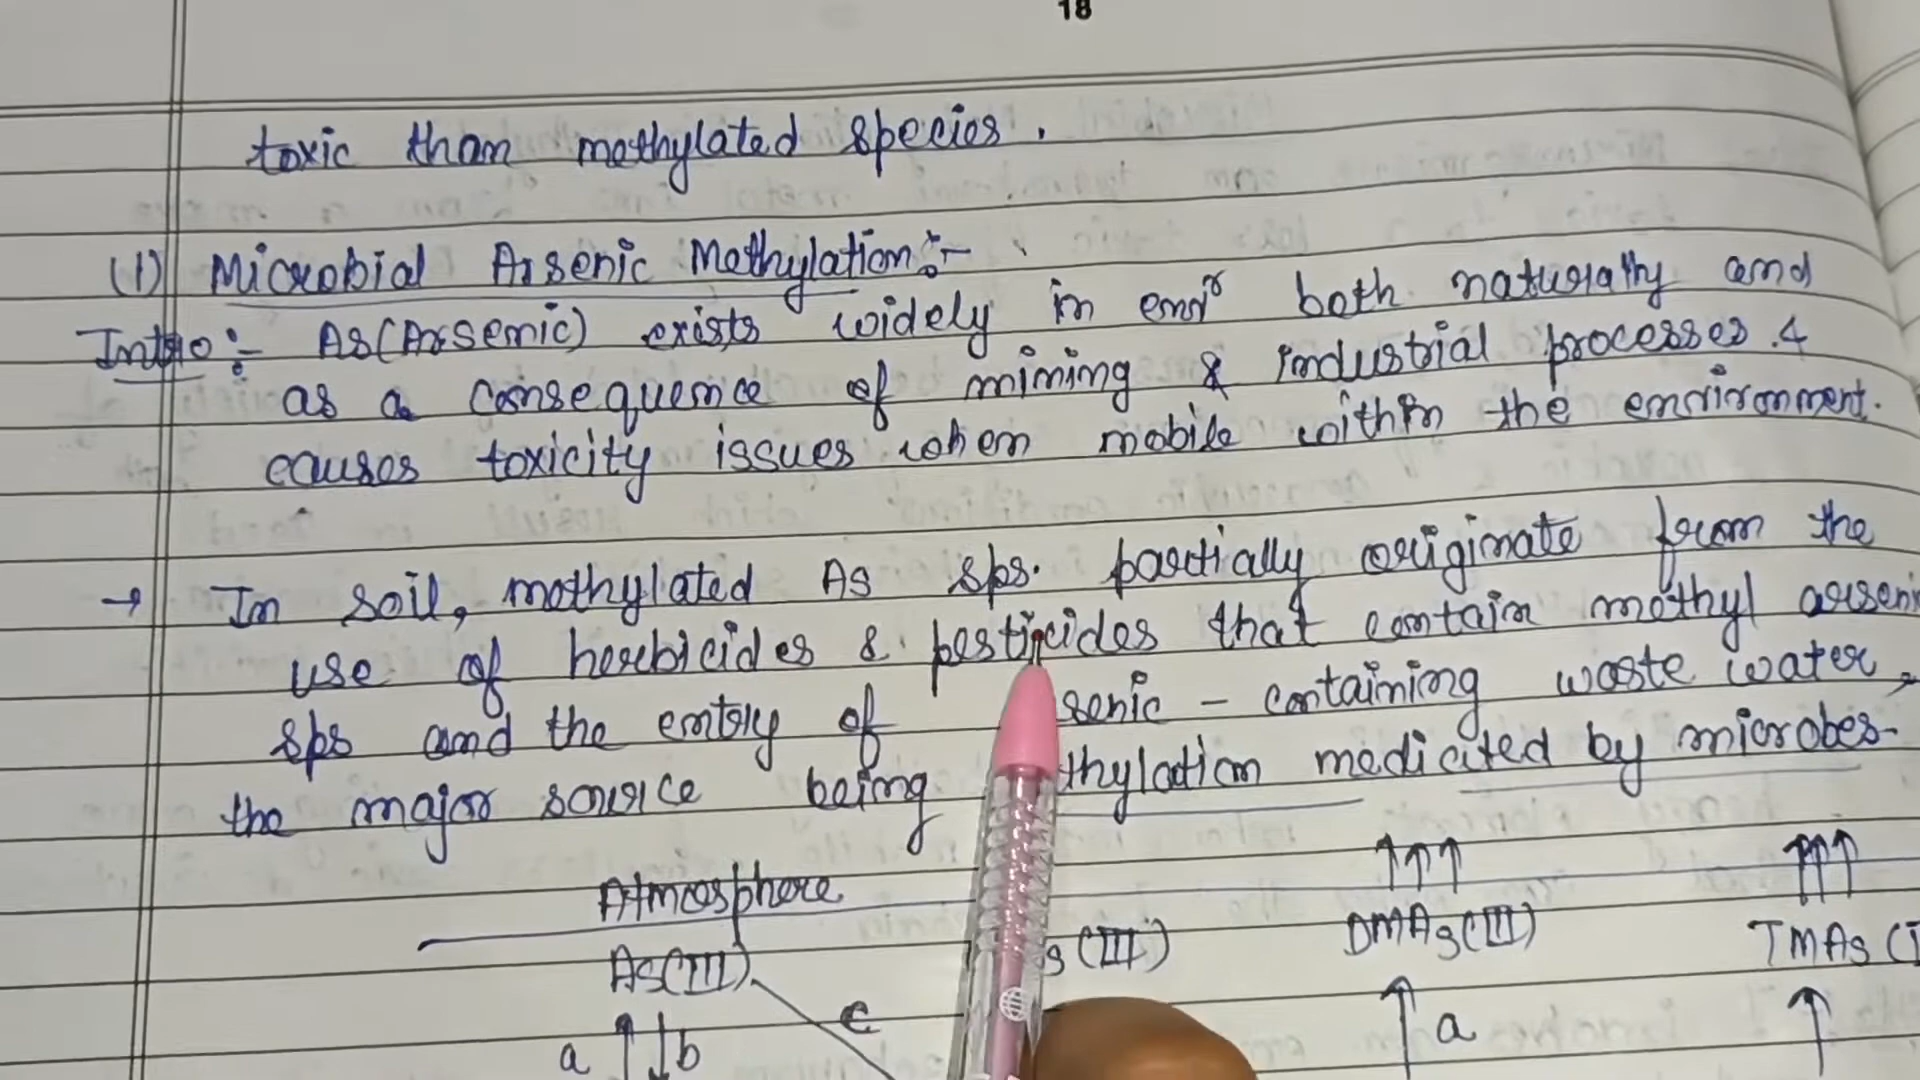 18
toxic than methylated species.
(1) Microbial Arsenic Methylation:-
Intro:- As(Arsenic) exists widely in envr both naturally and
as a consequence of mining & industrial processes. &
causes toxicity issues when mobile within the environment.
→ In soil, methylated As sps. partially originate from the
use of herbicides & pesticides that contain methyl arseni
sps and the entry of senic - containing waste water,
the major source being thylation medicited by microbes-
Atmosphere
As(III) s(III) DMAs(III) TMAs(I
a b c a